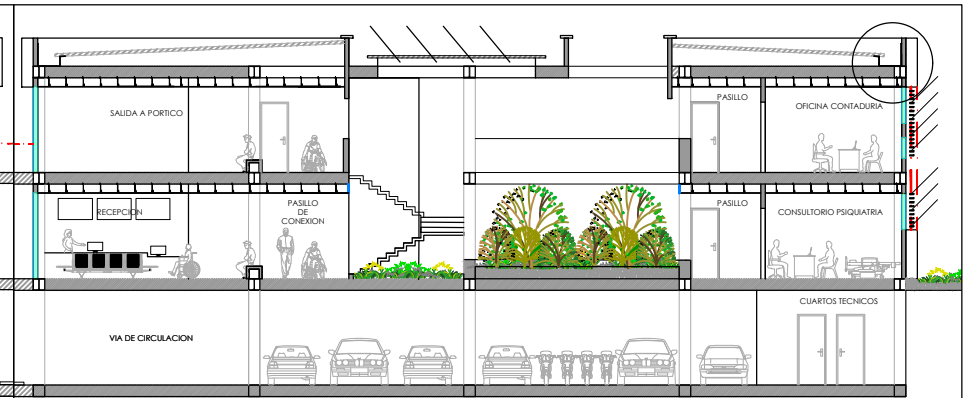 SALIDA A PORTICO
PASILLO
OFICINA CONTADURIA
RECEPCION
PASILLO
DE
CONEXION
PASILLO
CONSULTORIO PSIQUIATRIA
VIA DE CIRCULACION
CUARTOS TECNICOS